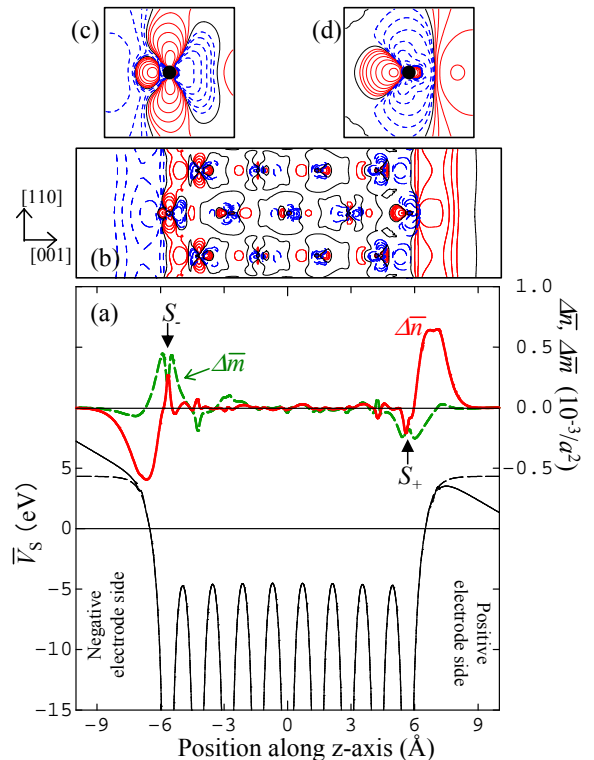 (c)
(d)
[110]
[001]
(b)
(a)
S-
Δm̅
Δn̅
S+
1.0
0.5
0.0
-0.5
Δn̅, Δm̅ (10⁻³/a²)
5
0
-5
-10
-15
V̅S (eV)
Negative
electrode side
Positive
electrode side
-9 -6 -3 0 3 6 9
Position along z-axis (Å)